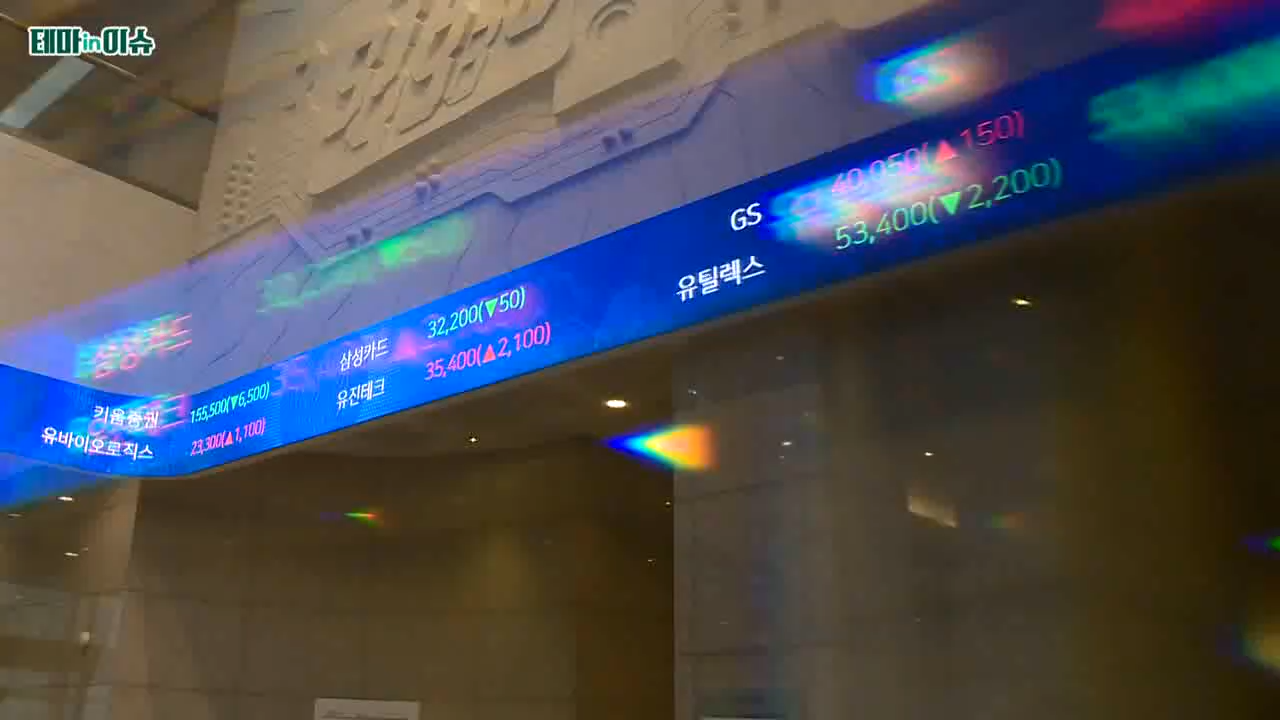 테마in이슈
GS 40,050(▲150)
유틸렉스 53,400(▼2,200)
삼성카드 32,200(▼50)
유진테크 35,400(▲2,100)
키움증권 155,500(▼6,500)
유바이오로직스 23,300(▲1,100)